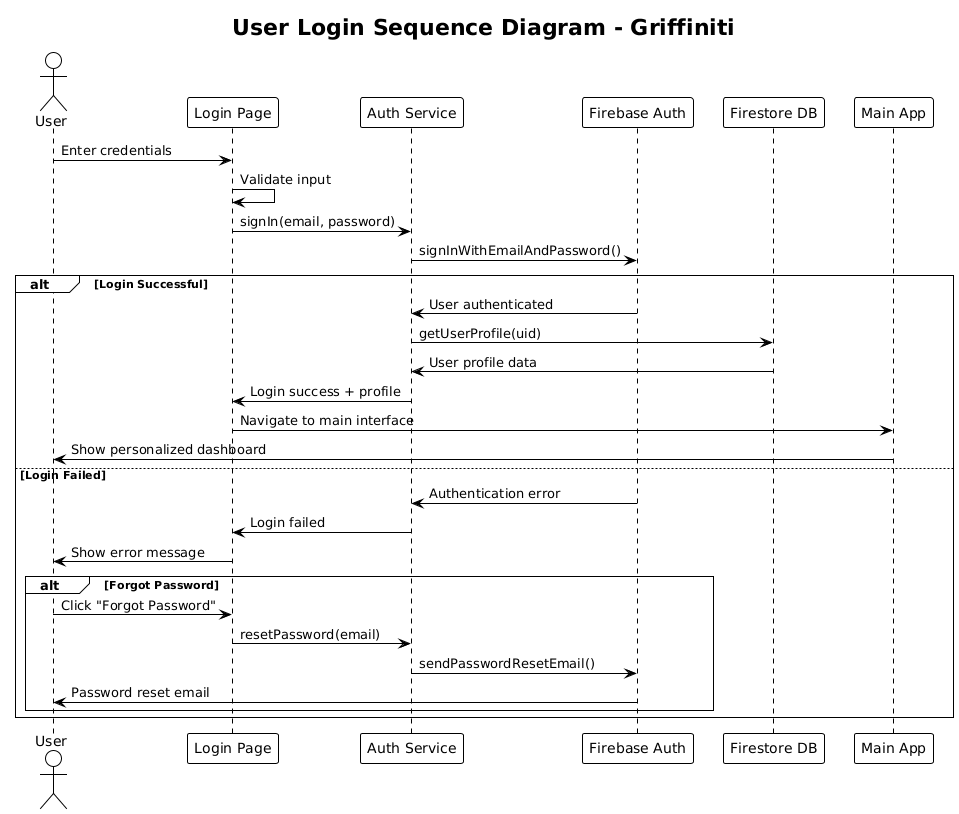 User Login Sequence Diagram - Griffiniti
User
Login Page
Auth Service
Firebase Auth
Firestore DB
Main App
Enter credentials
Validate input
signIn(email, password)
signInWithEmailAndPassword()
alt [Login Successful]
User authenticated
getUserProfile(uid)
User profile data
Login success + profile
Navigate to main interface
Show personalized dashboard
[Login Failed]
Authentication error
Login failed
Show error message
alt [Forgot Password]
Click "Forgot Password"
resetPassword(email)
sendPasswordResetEmail()
Password reset email
User
Login Page
Auth Service
Firebase Auth
Firestore DB
Main App